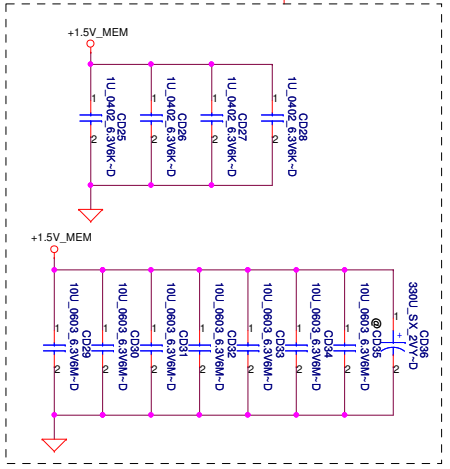 +1.5V_MEM
1
2
CD25
1U_0402_6.3V6K~D
1
2
CD26
1U_0402_6.3V6K~D
1
2
CD27
1U_0402_6.3V6K~D
1
2
CD28
1U_0402_6.3V6K~D
+1.5V_MEM
1
2
CD29
10U_0603_6.3V6M~D
1
2
CD30
10U_0603_6.3V6M~D
1
2
CD31
10U_0603_6.3V6M~D
1
2
CD32
10U_0603_6.3V6M~D
1
2
CD33
10U_0603_6.3V6M~D
1
2
CD34
10U_0603_6.3V6M~D
1
2
@CD35
10U_0603_6.3V6M~D
1
+
2
CD36
330U_SX_2VY~D